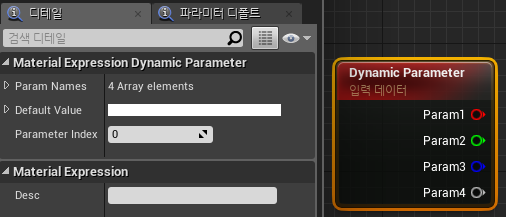 디테일
파라미터 디폴트
검색 디테일
Material Expression Dynamic Parameter
Param Names
4 Array elements
Default Value
Parameter Index
0
Material Expression
Desc
Dynamic Parameter
입력 데이터
Param1
Param2
Param3
Param4